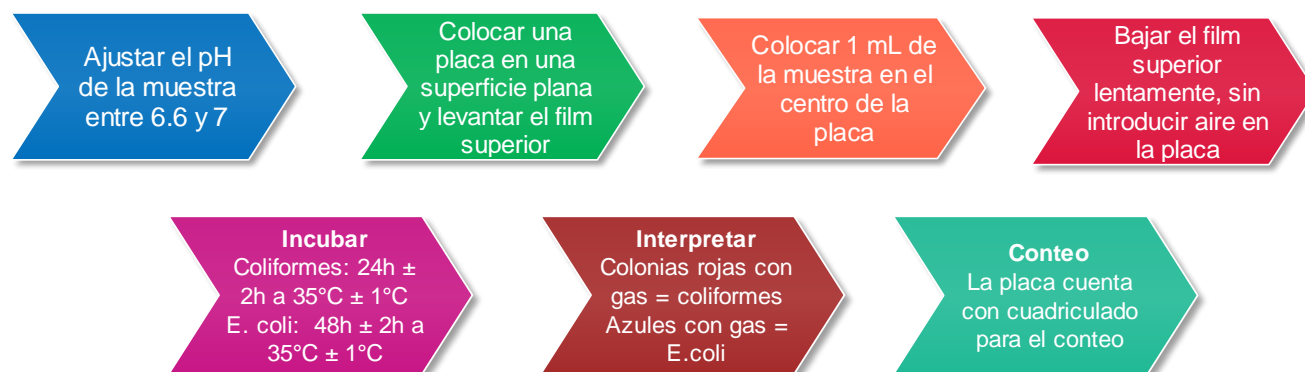 Ajustar el pH
de la muestra
entre 6.6 y 7
Colocar una
placa en una
superficie plana
y levantar el film
superior
Colocar 1 mL de
la muestra en el
centro de la
placa
Bajar el film
superior
lentamente, sin
introducir aire en
la placa
Incubar
Coliformes: 24h ±
2h a 35°C ± 1°C
E. coli: 48h ± 2h a
35°C ± 1°C
Interpretar
Colonias rojas con
gas = coliformes
Azules con gas =
E.coli
Conteo
La placa cuenta
con cuadriculado
para el conteo